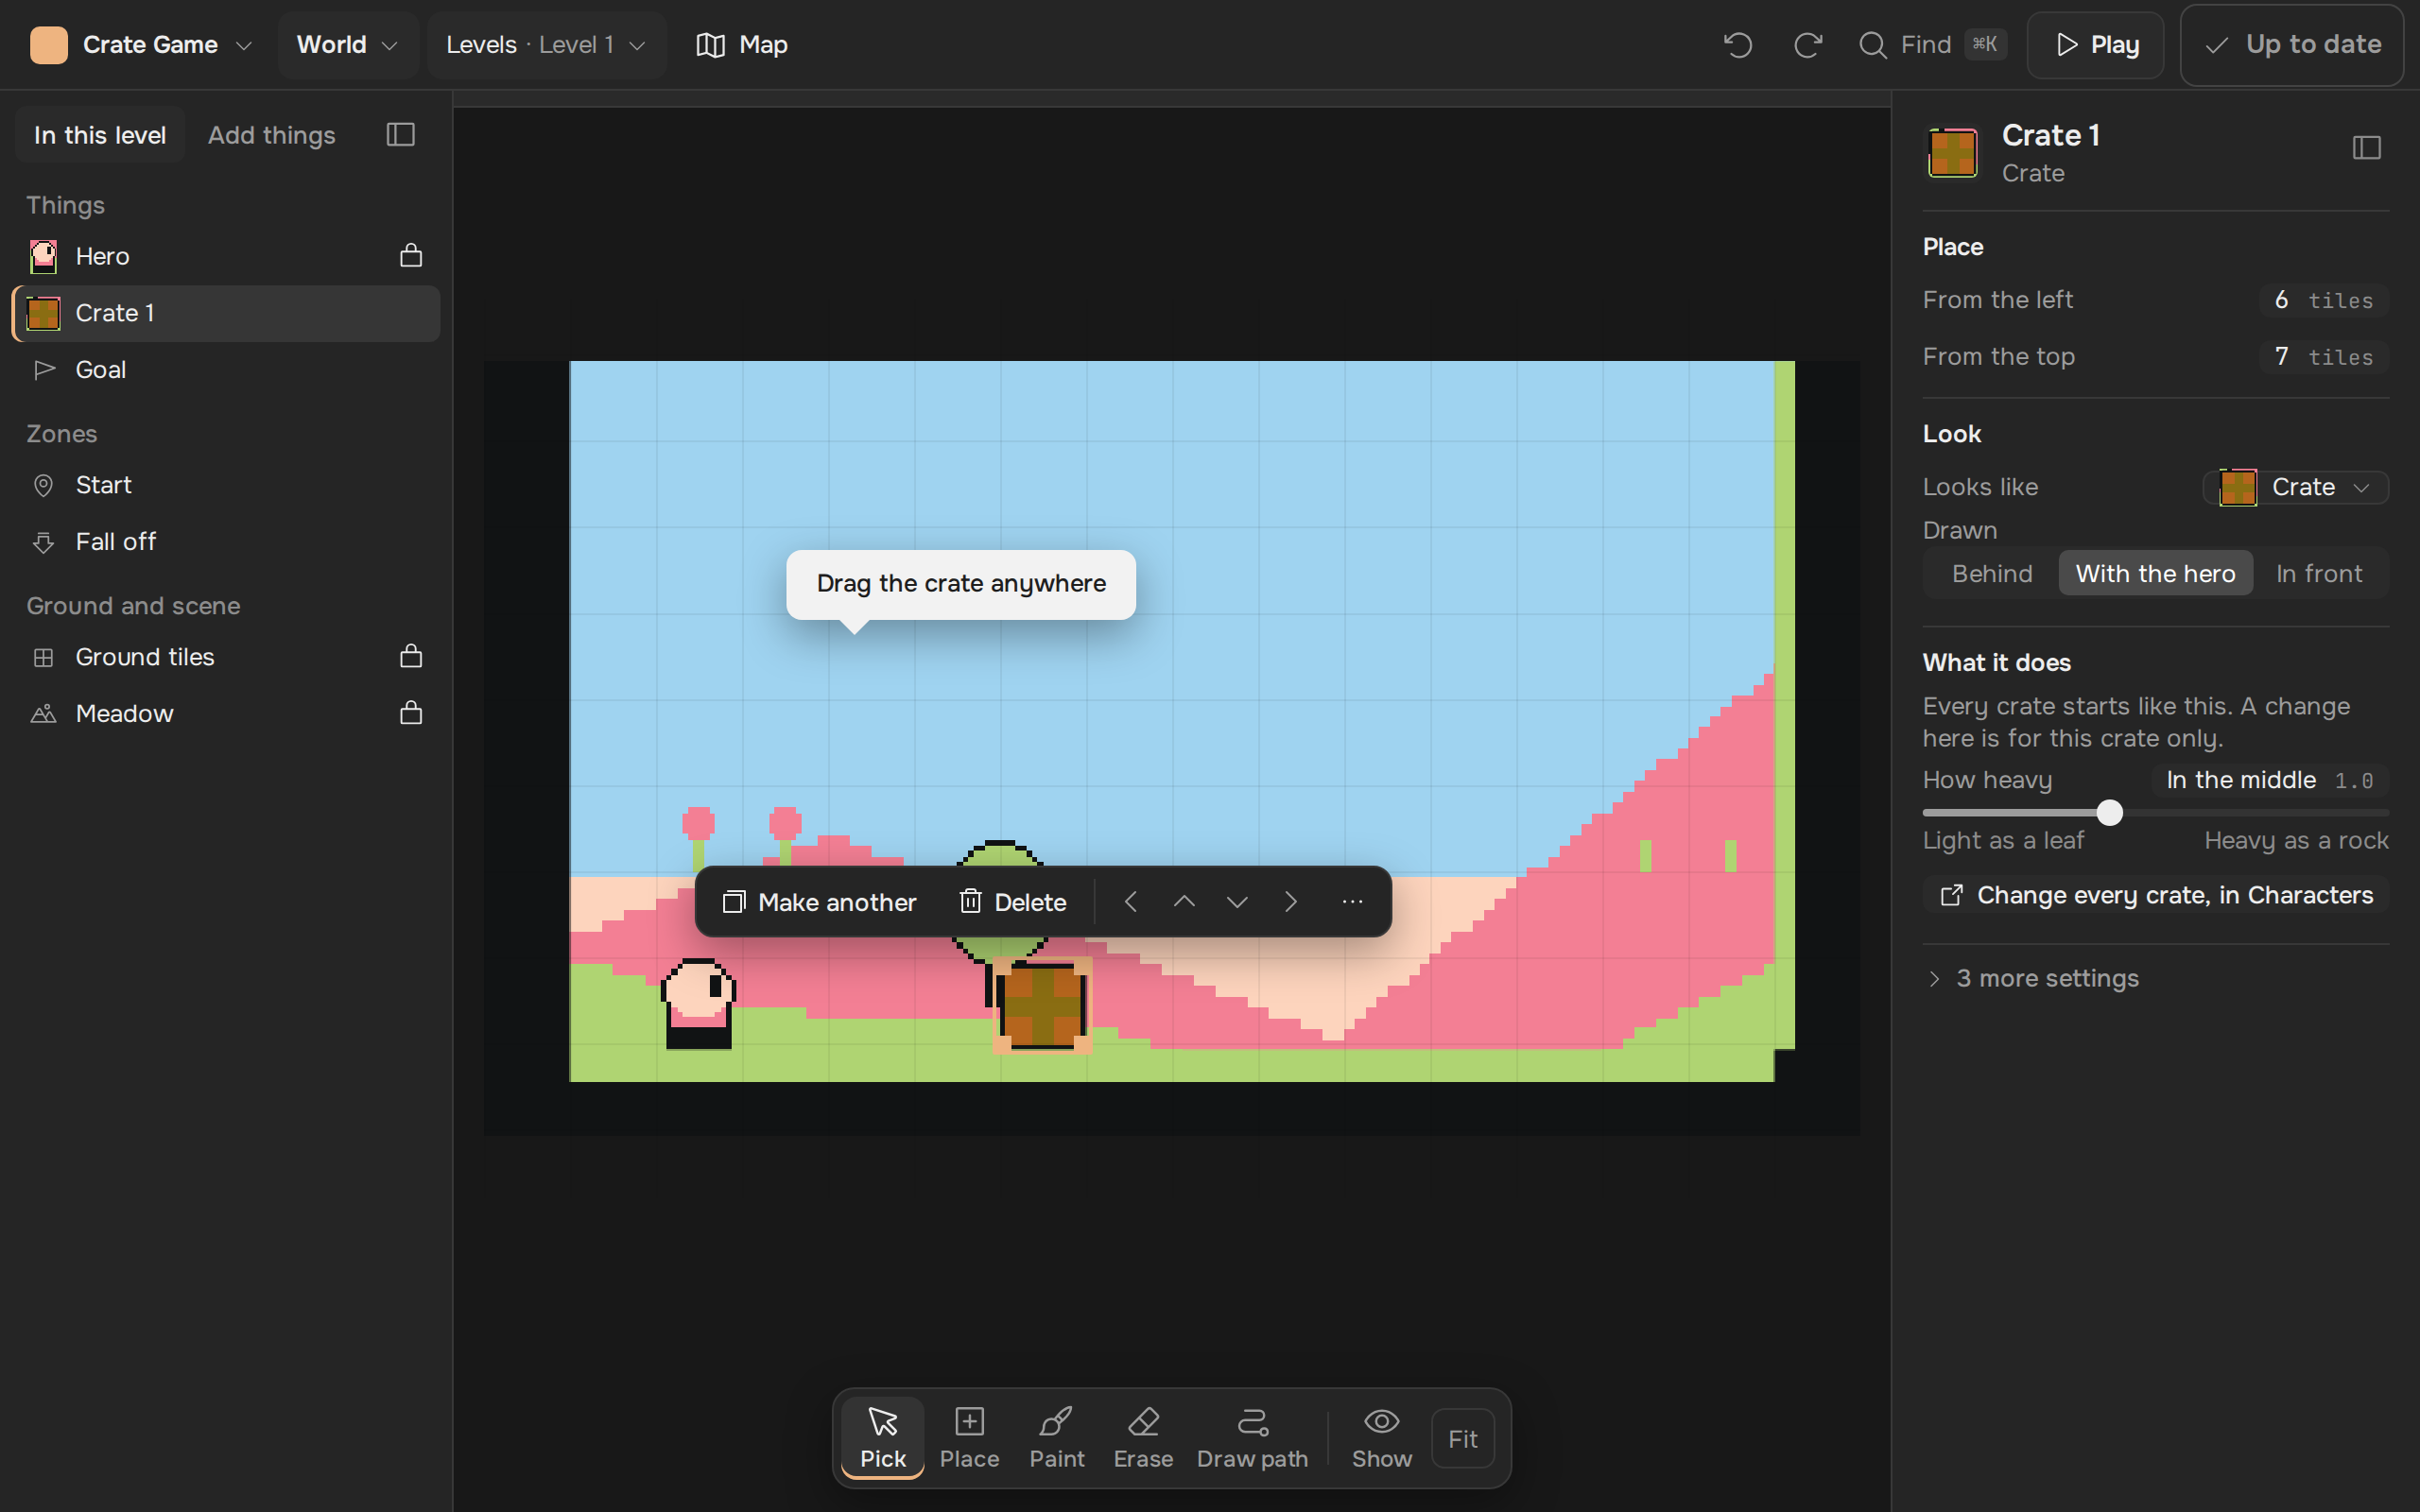 Crate Game
World
Levels · Level 1
Map
Find ⌘K
Play
Up to date
In this level
Add things
Things
Hero
Crate 1
Goal
Zones
Start
Fall off
Ground and scene
Ground tiles
Meadow
Drag the crate anywhere
Make another
Delete
Pick
Place
Paint
Erase
Draw path
Show
Fit
Crate 1
Crate
Place
From the left 6 tiles
From the top 7 tiles
Look
Looks like Crate
Drawn
Behind With the hero In front
What it does
Every crate starts like this. A change
here is for this crate only.
How heavy In the middle 1.0
Light as a leaf Heavy as a rock
Change every crate, in Characters
3 more settings